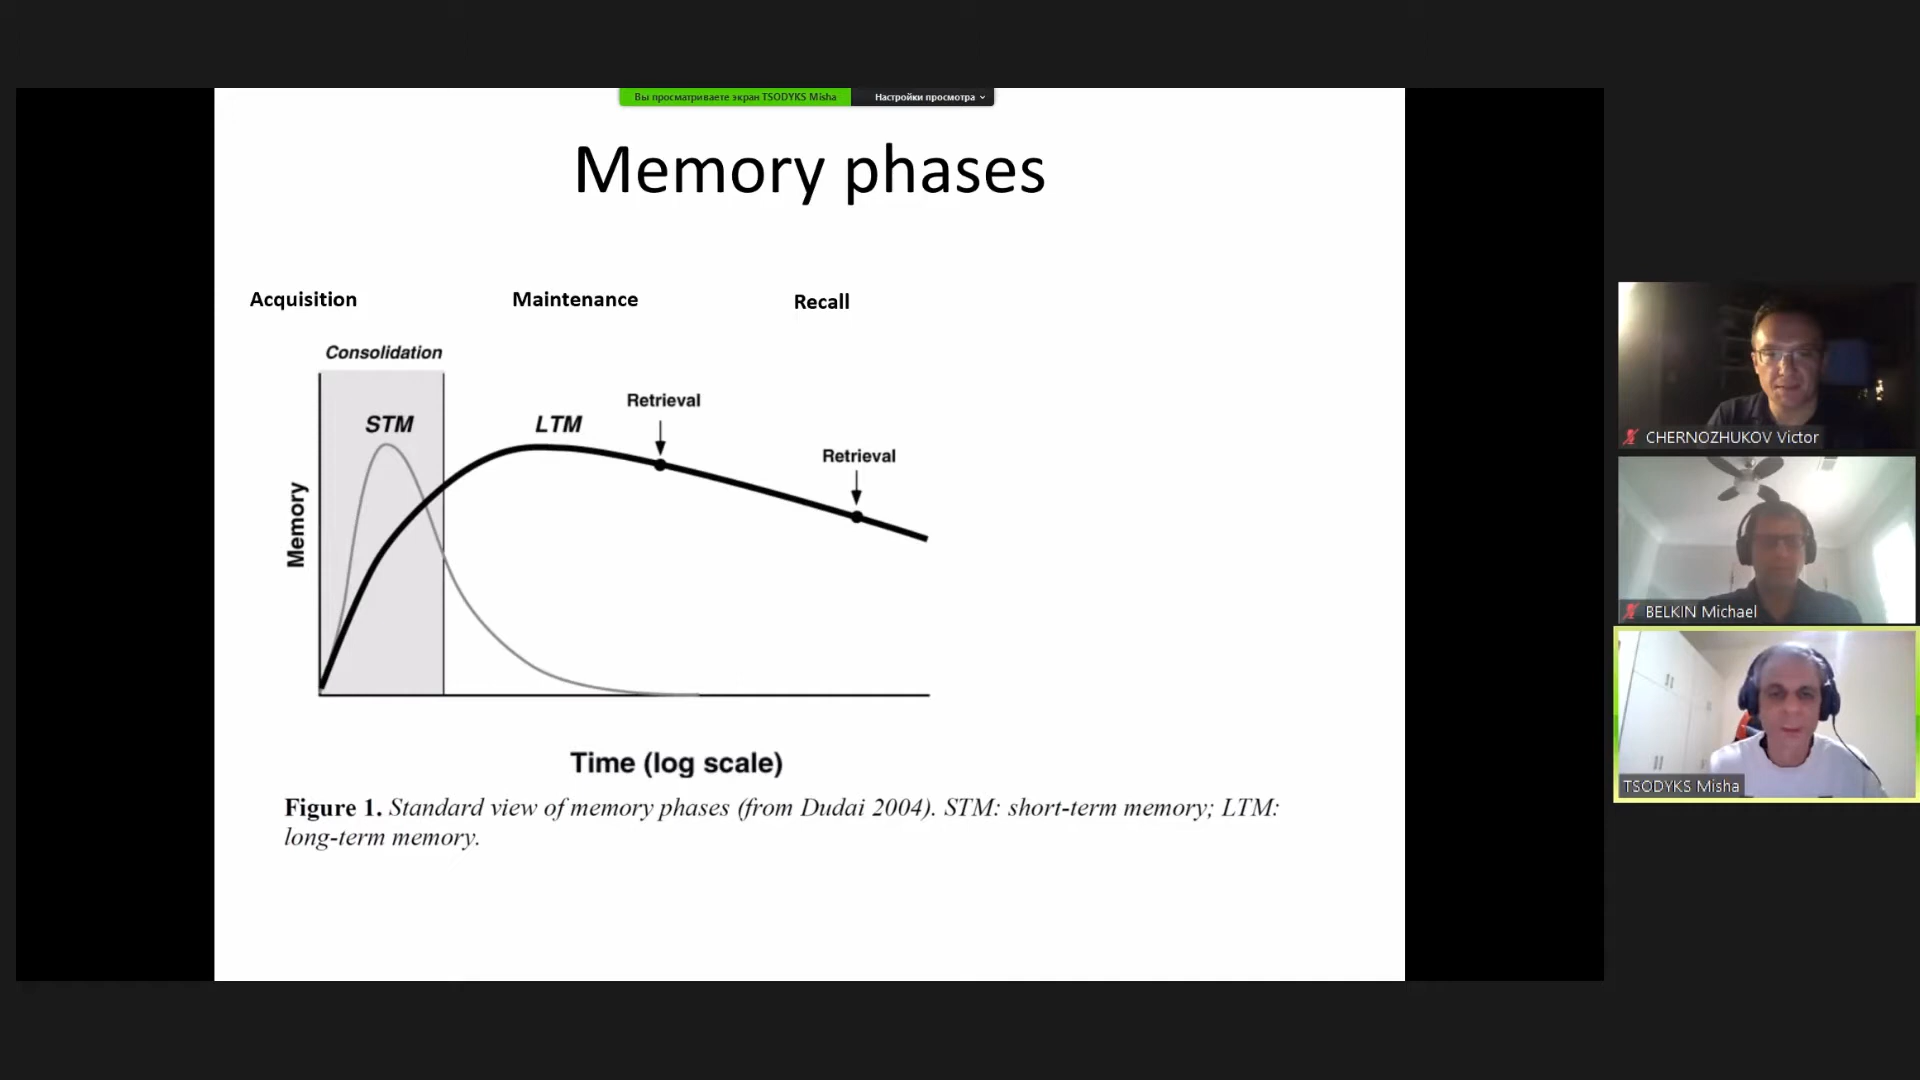 Вы просматриваете экран TSODYKS Misha
Настройки просмотра
Memory phases
Acquisition
Maintenance
Recall
Consolidation
STM
LTM
Retrieval
Retrieval
Memory
Time (log scale)
Figure 1. Standard view of memory phases (from Dudai 2004). STM: short-term memory; LTM:
long-term memory.
CHERNOZHUKOV Victor
BELKIN Michael
TSODYKS Misha